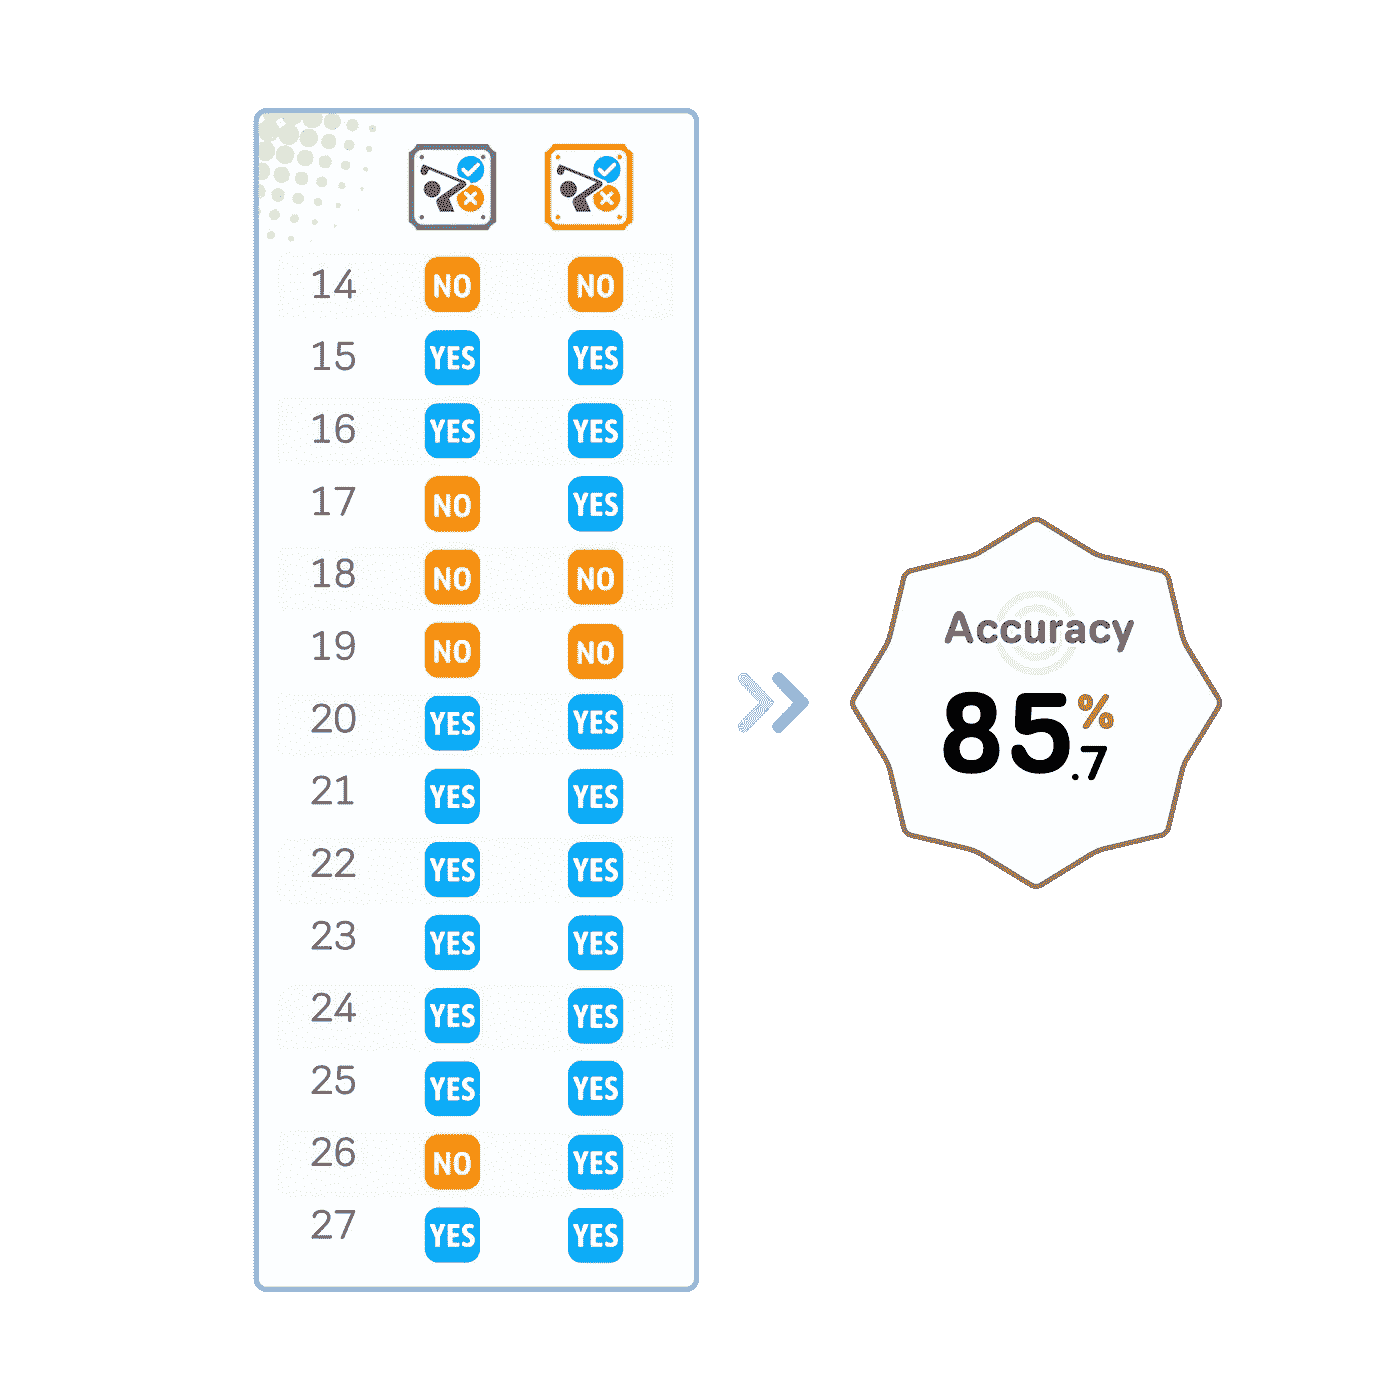 14 NO NO
15 YES YES
16 YES YES
17 NO YES
18 NO NO
19 NO NO
20 YES YES
21 YES YES
22 YES YES
23 YES YES
24 YES YES
25 YES YES
26 NO YES
27 YES YES
Accuracy
85.7%